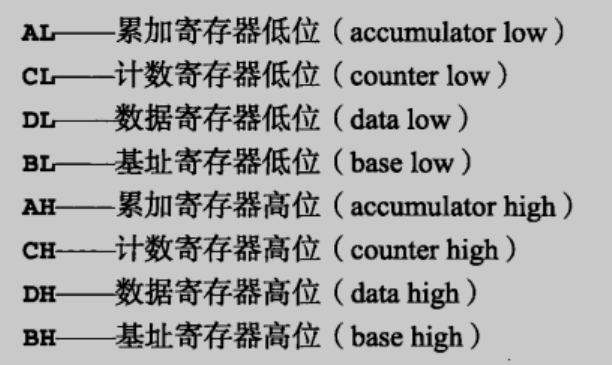 AL——累加寄存器低位（accumulator low）
CL——计数寄存器低位（counter low）
DL——数据寄存器低位（data low）
BL——基址寄存器低位（base low）
AH——累加寄存器高位（accumulator high）
CH——计数寄存器高位（counter high）
DH——数据寄存器高位（data high）
BH——基址寄存器高位（base high）